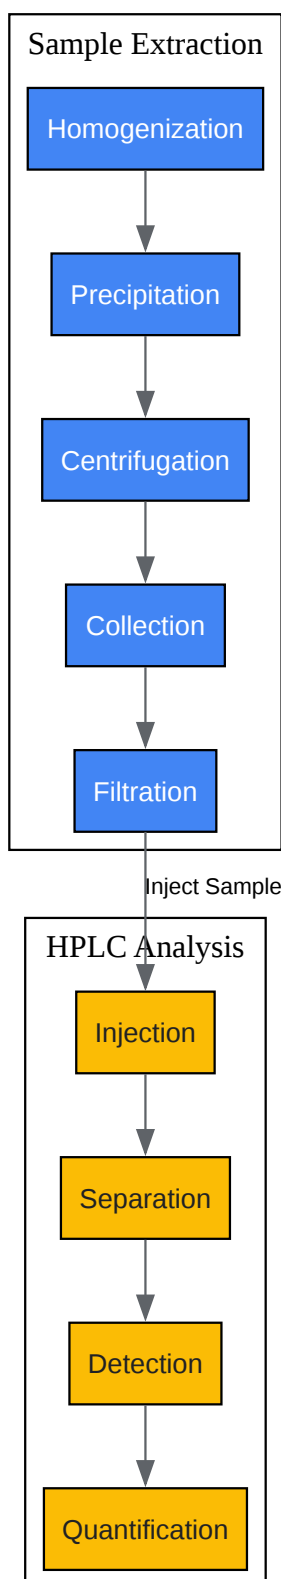 Sample Extraction
Homogenization
Precipitation
Centrifugation
Collection
Filtration
Inject Sample
HPLC Analysis
Injection
Separation
Detection
Quantification